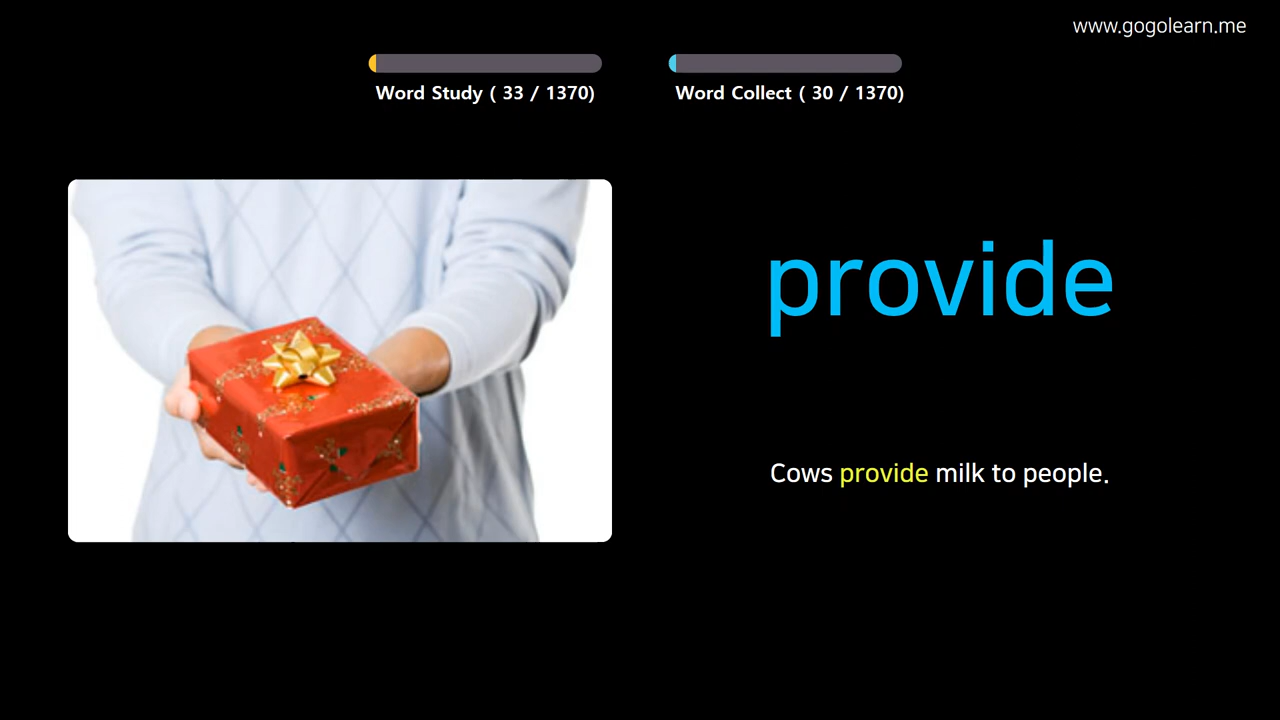 www.gogolearn.me
Word Study ( 33 / 1370)
Word Collect ( 30 / 1370)
provide
Cows provide milk to people.